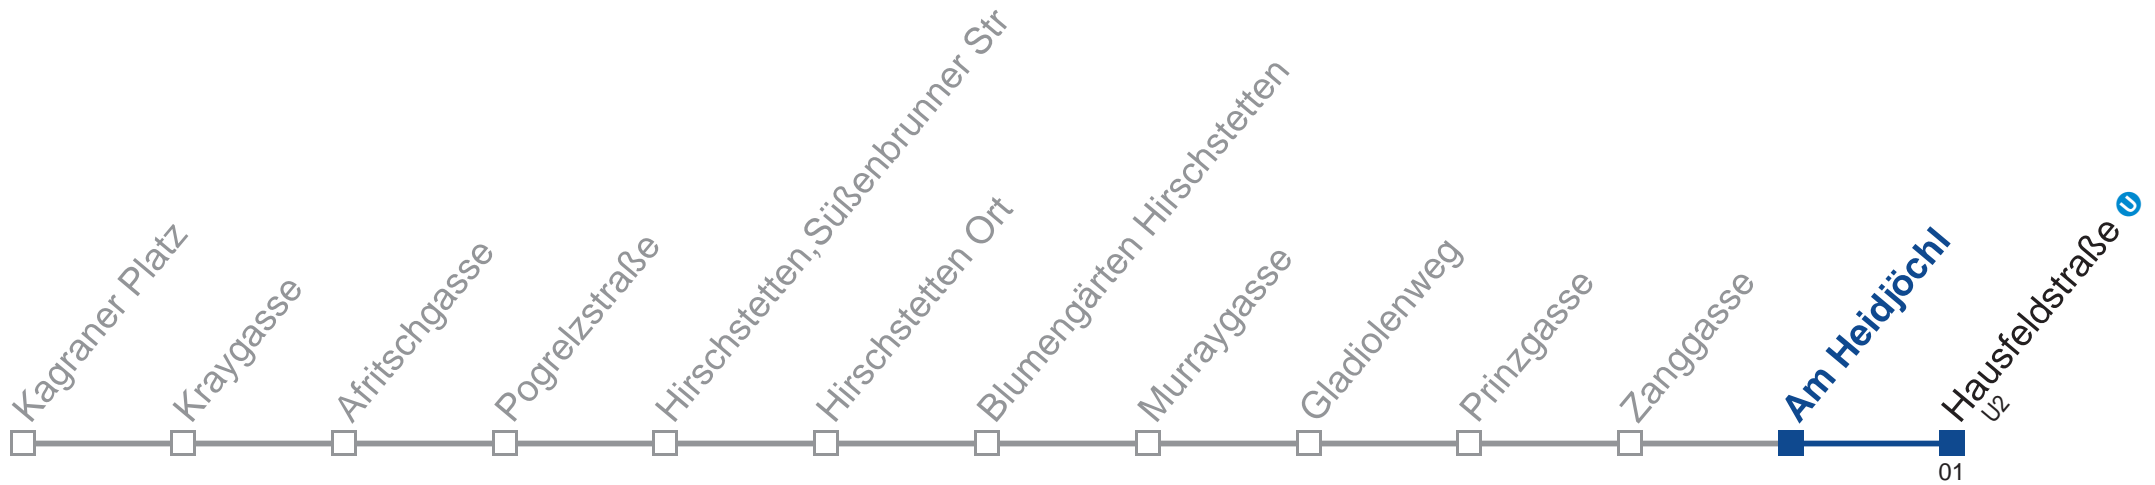 Kagraner Platz
Kraygasse
Afritschgasse
Pogrelzstraße
Hirschstetten,Süßenbrunner Str
Hirschstetten Ort
Blumengärten Hirschstetten
Murraygasse
Gladiolenweg
Prinzgasse
Zanggasse
Am Heidjöchl
Hausfeldstraße U
U2
01